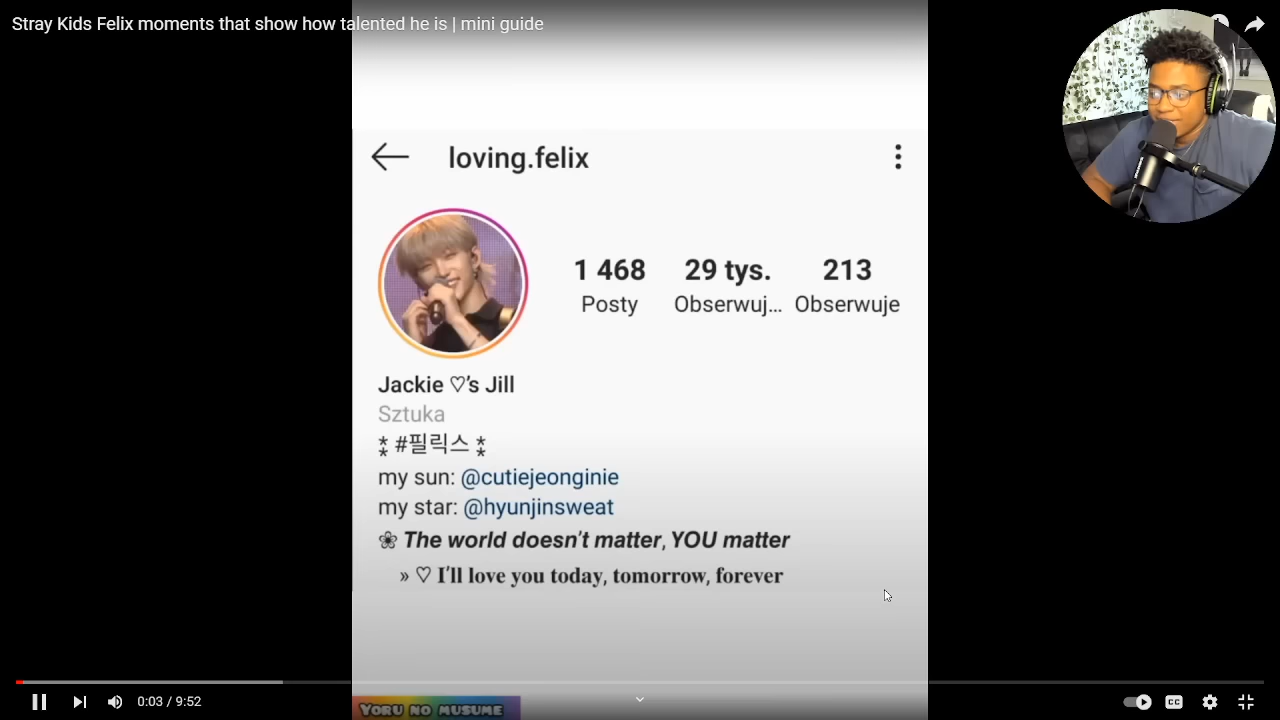 Stray Kids Felix moments that show how talented he is | mini guide
loving.felix
1 468 29 tys. 213
Posty Obserwuj... Obserwuje
Jackie ♡'s Jill
Sztuka
⁑ #필릭스 ⁑
my sun: @cutiejeonginie
my star: @hyunjinsweat
❀ The world doesn't matter, YOU matter
» ♡ I'll love you today, tomorrow, forever
YORU NO MUSUME
0:03 / 9:52
CC